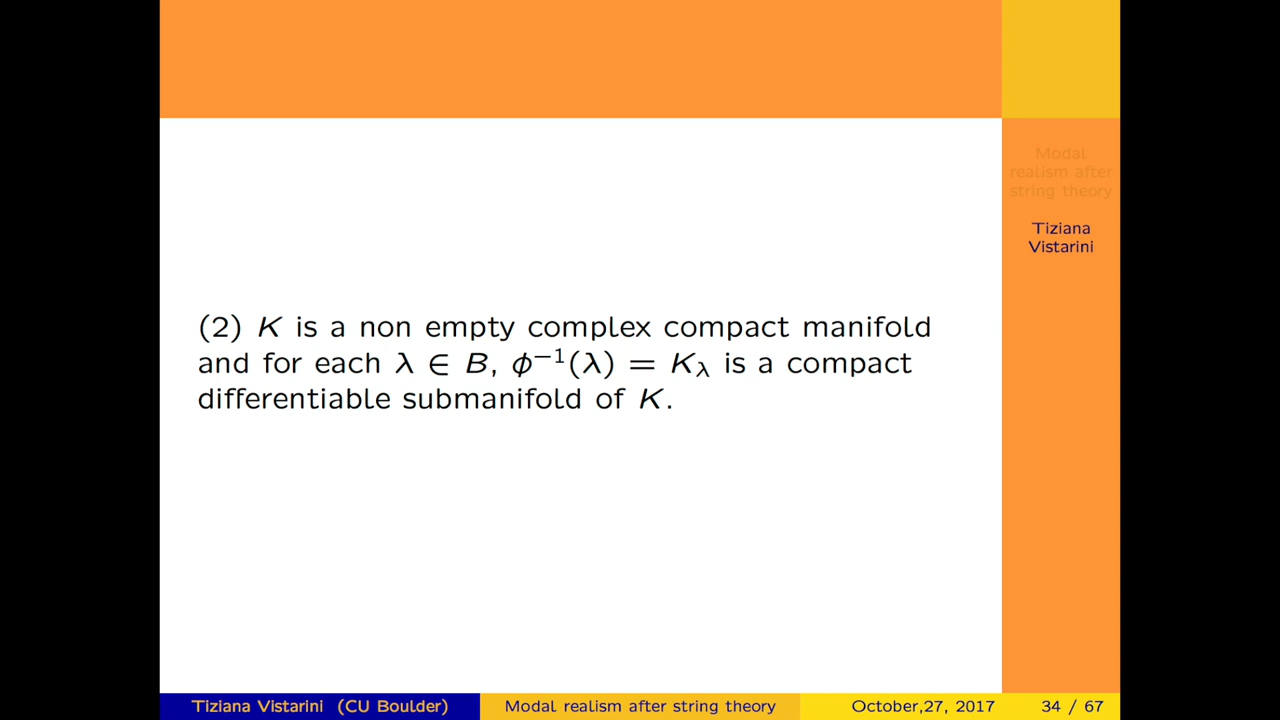 Modal
realism after
string theory
Tiziana
Vistarini
(2) K is a non empty complex compact manifold
and for each λ ∈ B, ϕ⁻¹(λ) = K_λ is a compact
differentiable submanifold of K.
Tiziana Vistarini (CU Boulder) Modal realism after string theory October,27, 2017 34 / 67